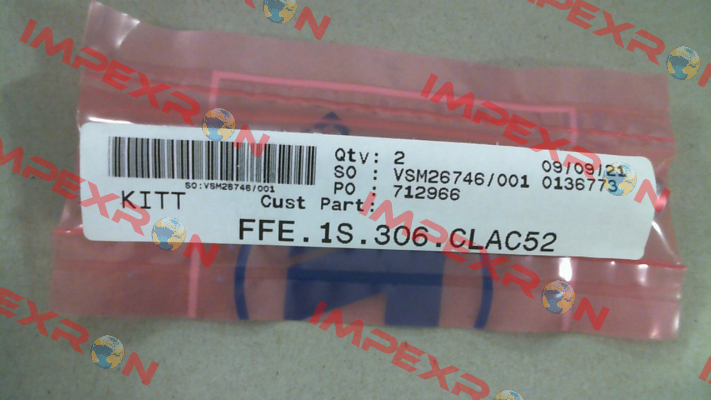 IMPEXRON
IMPEXRON
IMPEXRON
IMPEXRON
Qty: 2 09/09/21
SO : VSM26746/001 0136773
PO : 712966
SO:VSM26746/001
KITT Cust Part:
FFE.1S.306.CLAC52
IMPEXRON
IMPEXRON